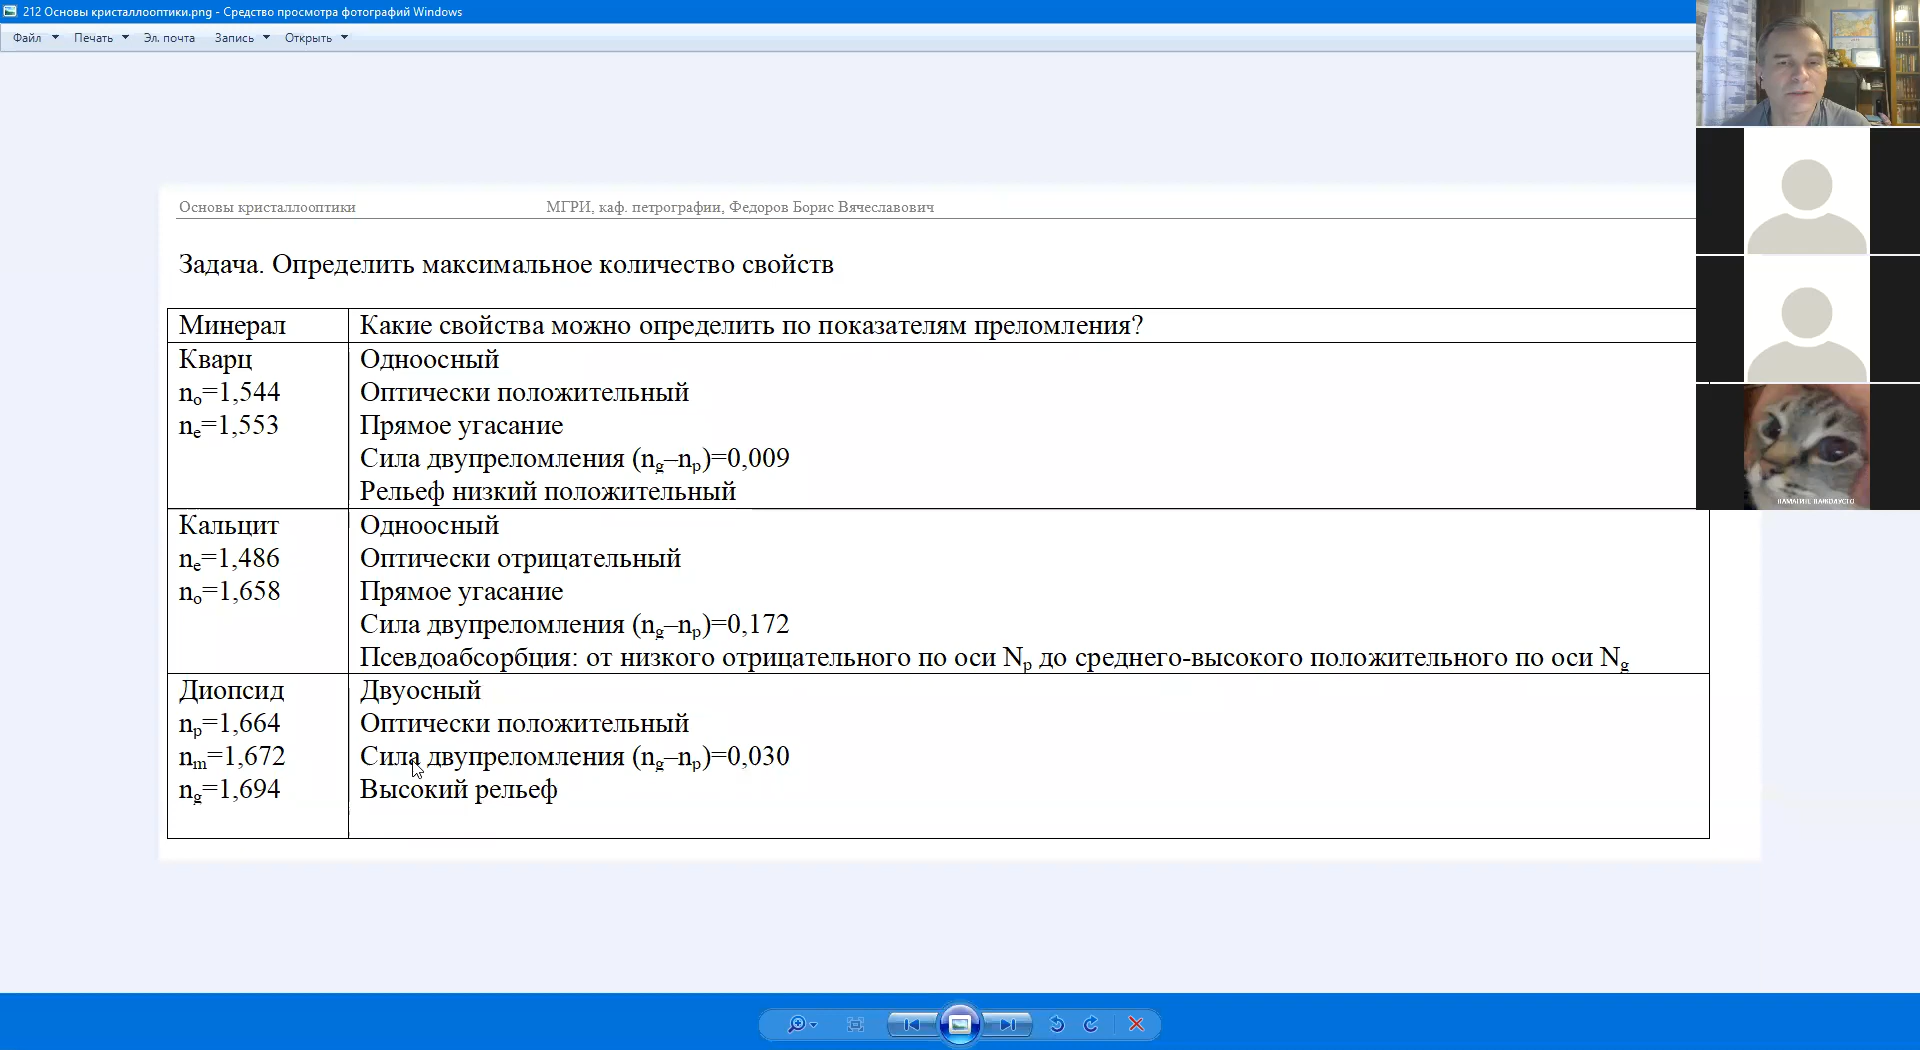 212 Основы кристаллооптики.png - Средство просмотра фотографий Windows
Файл Печать Эл. почта Запись Открыть
Основы кристаллооптики МГРИ, каф. петрографии, Федоров Борис Вячеславович
Задача. Определить максимальное количество свойств
Минерал Какие свойства можно определить по показателям преломления?
Кварц Одноосный
nо=1,544 Оптически положительный
nе=1,553 Прямое угасание
Сила двупреломления (ng–np)=0,009
Рельеф низкий положительный
Кальцит Одноосный
nе=1,486 Оптически отрицательный
nо=1,658 Прямое угасание
Сила двупреломления (ng–np)=0,172
Псевдоабсорбция: от низкого отрицательного по оси Np до среднего-высокого положительного по оси Ng
Диопсид Двуосный
np=1,664 Оптически положительный
nm=1,672 Сила двупреломления (ng–np)=0,030
ng=1,694 Высокий рельеф